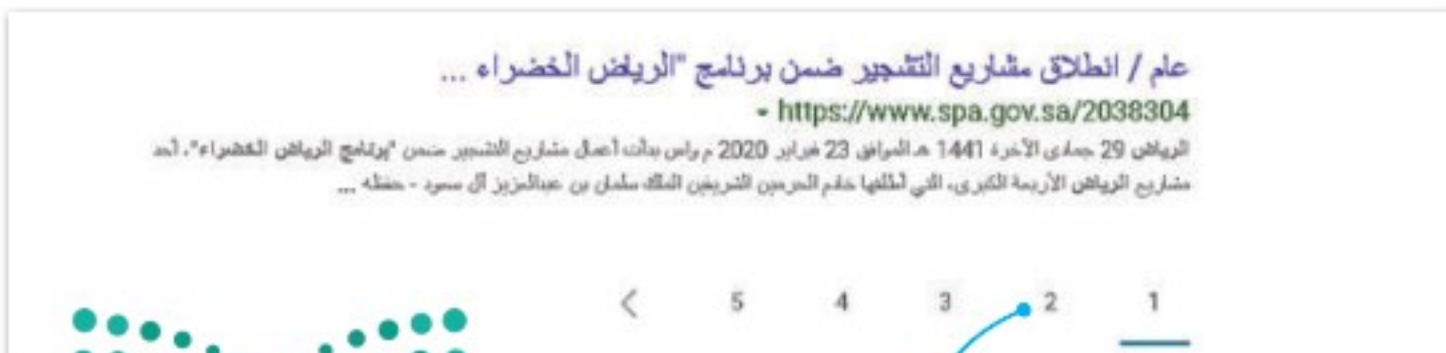 عام / انطلاق مشاريع التشجير ضمن برنامج "الرياض الخضراء ...
https://www.spa.gov.sa/2038304
الرياض 29 جمادى الآخرة 1441 هـ الموافق 23 فبراير 2020 م واس بدأت أعمال مشاريع التشجير ضمن "برنامج الرياض الخضراء"، أحد
مشاريع الرياض الأربعة الكبرى، التي أطلقها خادم الحرمين الشريفين الملك سلمان بن عبدالعزيز آل سعود - حفظه ...
1 2 3 4 5